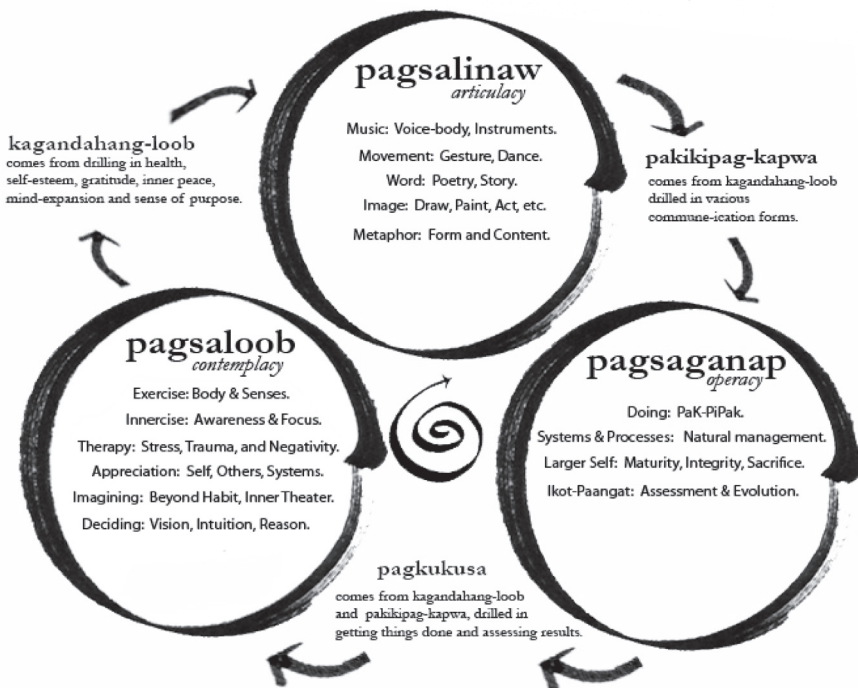 pagsalinaw
articulacy
Music: Voice-body, Instruments.
Movement: Gesture, Dance.
Word: Poetry, Story.
Image: Draw, Paint, Act, etc.
Metaphor: Form and Content.
kagandahang-loob
comes from drilling in health,
self-esteem, gratitude, inner peace,
mind-expansion and sense of purpose.
pakikipag-kapwa
comes from kagandahang-loob
drilled in various
commune-ication forms.
pagsaloob
contemplacy
Exercise: Body & Senses.
Innercise: Awareness & Focus.
Therapy: Stress, Trauma, and Negativity.
Appreciation: Self, Others, Systems.
Imagining: Beyond Habit, Inner Theater.
Deciding: Vision, Intuition, Reason.
pagsaganap
operacy
Doing: PaK-PiPak.
Systems & Processes: Natural management.
Larger Self: Maturity, Integrity, Sacrifice.
Ikot-Paangat: Assessment & Evolution.
pagkukusa
comes from kagandahang-loob
and pakikipag-kapwa, drilled in
getting things done and assessing results.